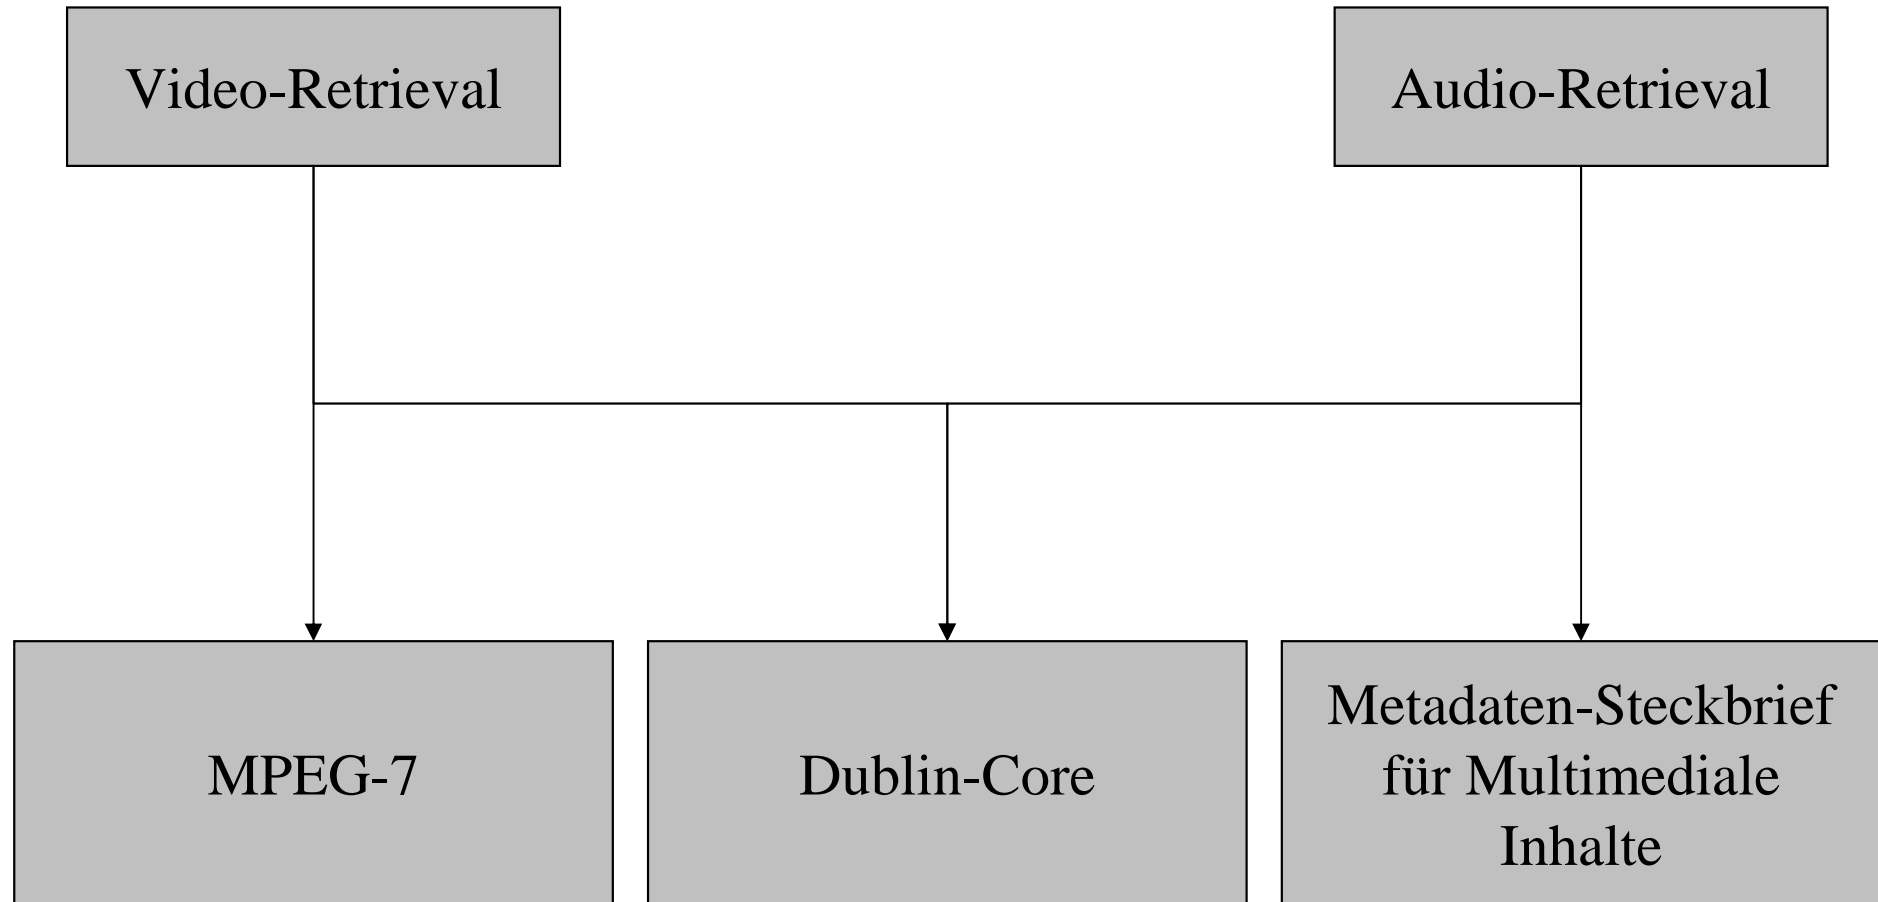 Video-Retrieval
Audio-Retrieval
MPEG-7
Dublin-Core
Metadaten-Steckbrief
für Multimediale
Inhalte